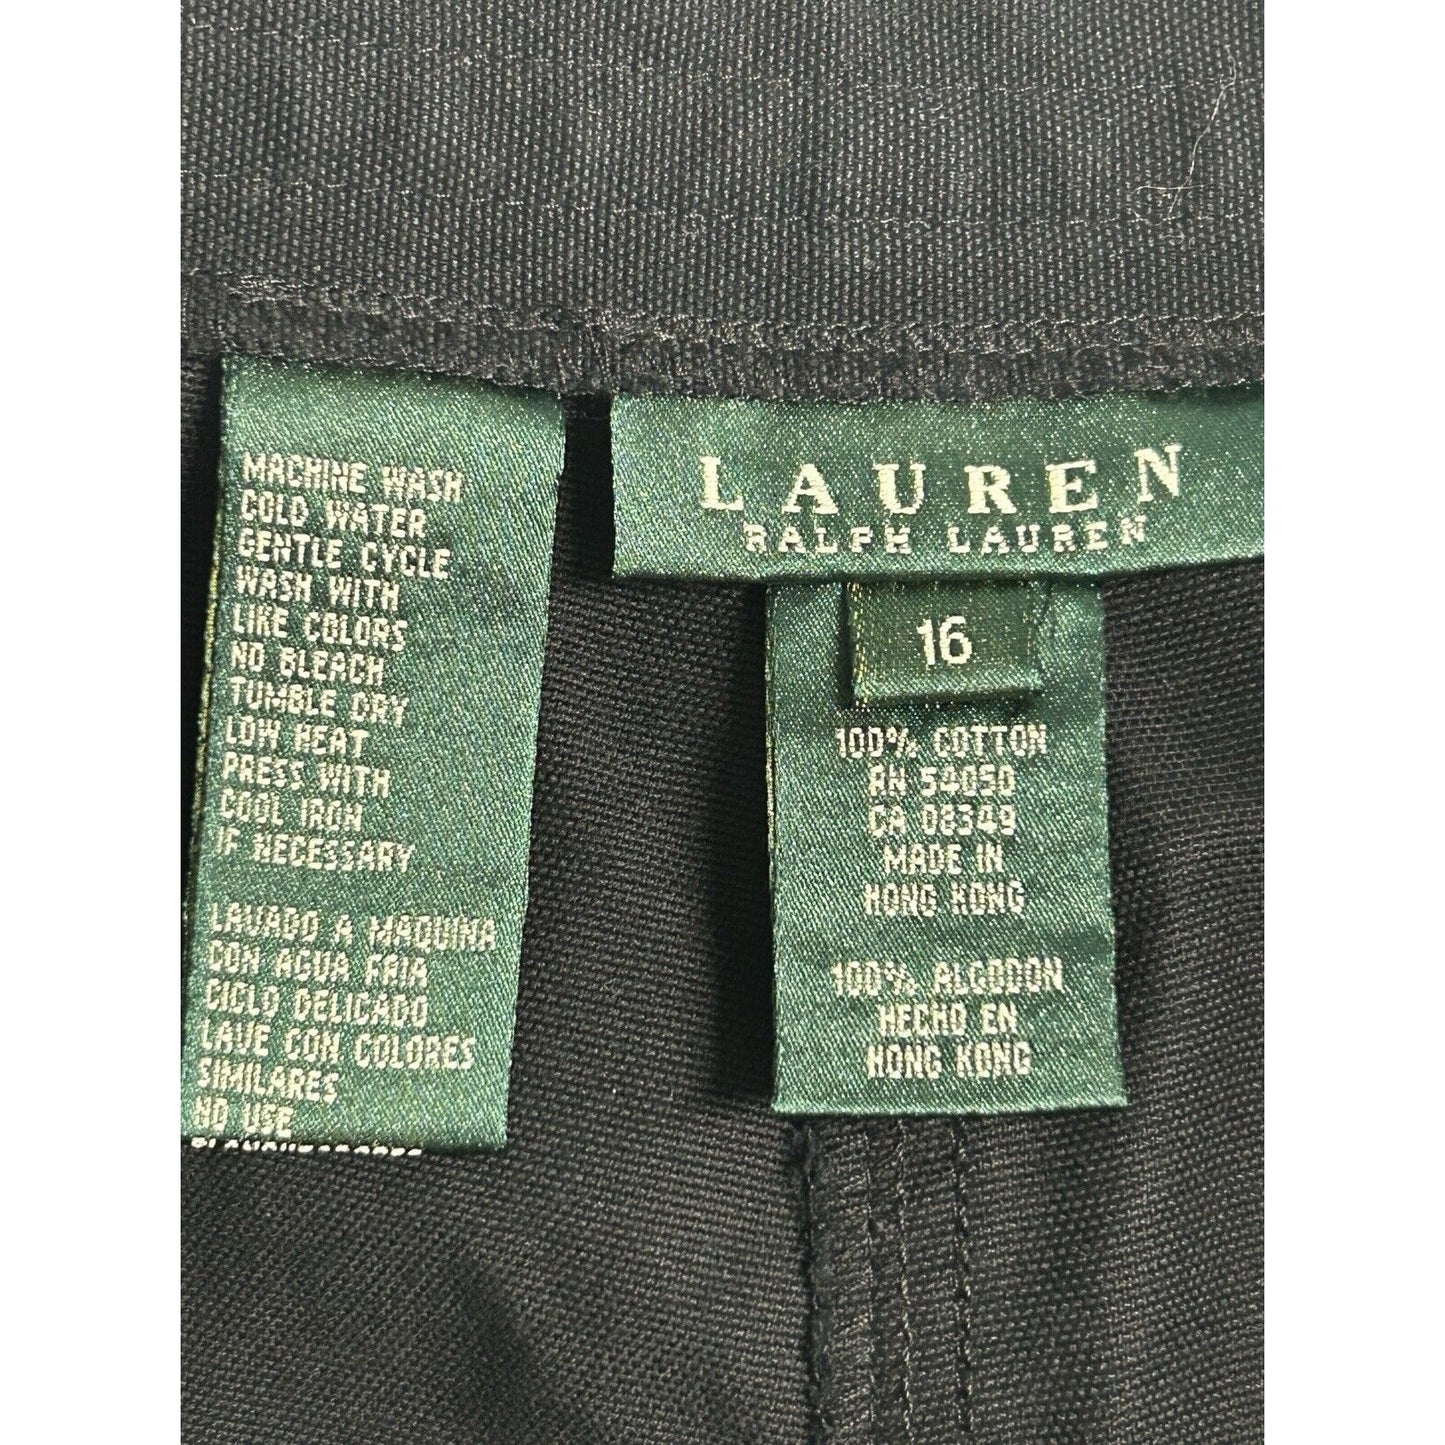 MACHINE WASH
COLD WATER
GENTLE CYCLE
WASH WITH
LIKE COLORS
NO BLEACH
TUMBLE DRY
LOW HEAT
PRESS WITH
COOL IRON
IF NECESSARY
LAVADO A MAQUINA
CON AGUA FRIA
CICLO DELICADO
LAVE CON COLORES
SIMILARES
NO USE
LAUREN
RALPH LAUREN
16
100% COTTON
RN 54050
CA 08349
MADE IN
HONG KONG
100% ALGODON
HECHO EN
HONG KONG